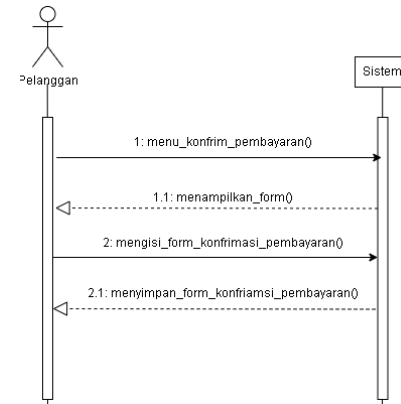 Pelanggan
Sistem
1: menu_konfrim_pembayaran()
1.1: menampilkan_form()
2: mengisi_form_konfrimasi_pembayaran()
2.1: menyimpan_form_konfriamsi_pembayaran()